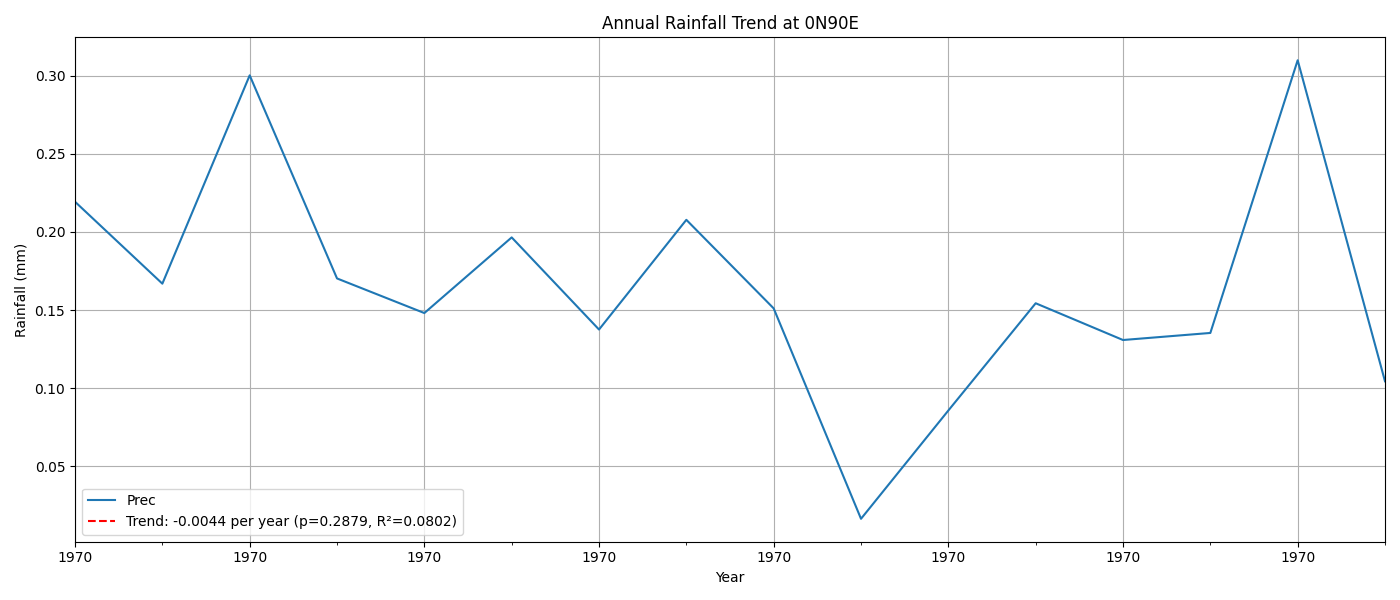 Annual Rainfall Trend at 0N90E
0.30
0.25
0.20
0.15
0.10
0.05
Rainfall (mm)
Prec
Trend: -0.0044 per year (p=0.2879, R²=0.0802)
1970 1970 1970 1970 1970 1970 1970 1970
Year